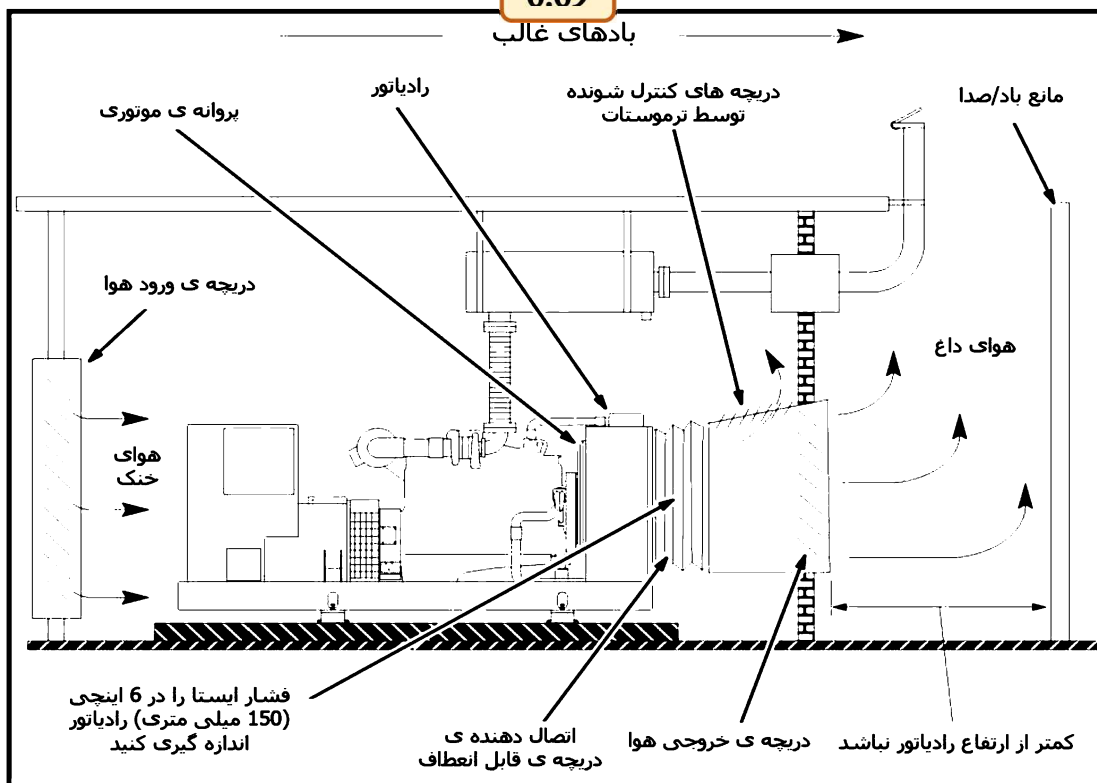 بادهای غالب
رادیاتور
دریچه های کنترل شونده
توسط ترموستات
مانع باد/صدا
پروانه ی موتوری
دریچه ی ورود هوا
هوای داغ
هوای
خنک
فشار ایستا را در 6 اینچی
(150 میلی متری) رادیاتور
اندازه گیری کنید
اتصال دهنده ی
دریچه ی قابل انعطاف
دریچه ی خروجی هوا
کمتر از ارتفاع رادیاتور نباشد